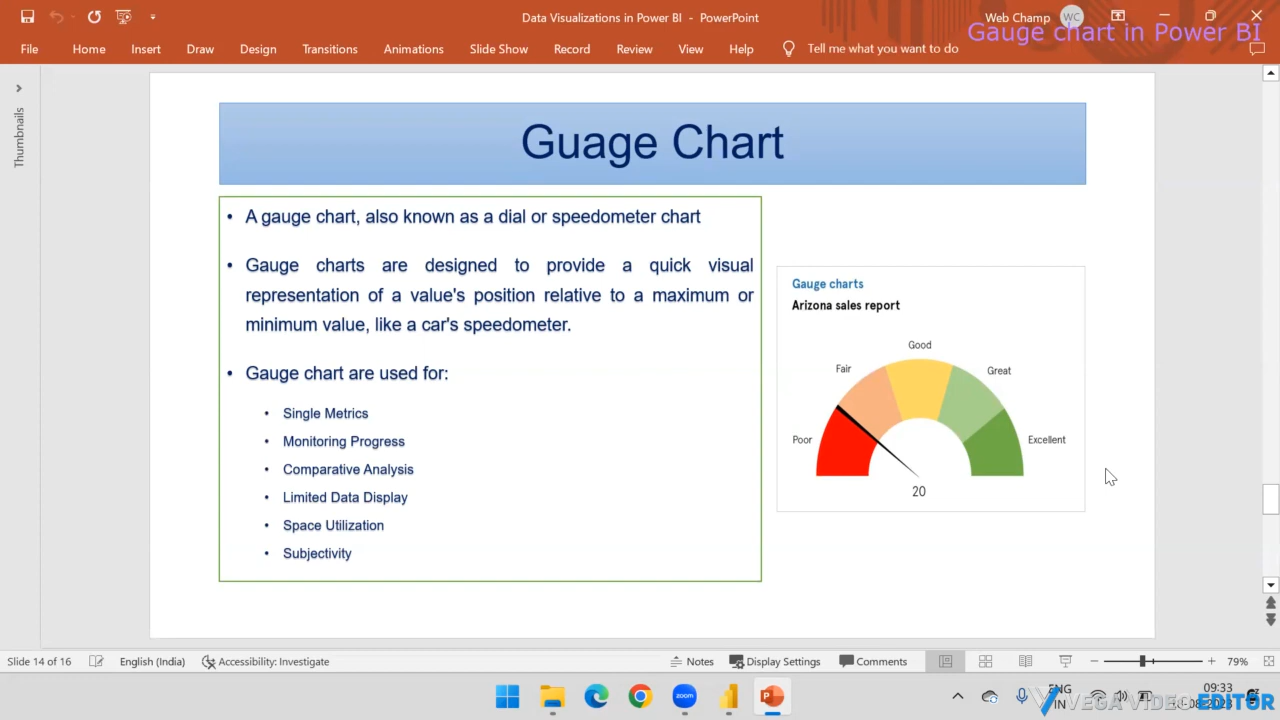 Data Visualizations in Power BI - PowerPoint
Web Champ WC
Gauge chart in Power BI
File Home Insert Draw Design Transitions Animations Slide Show Record Review View Help Tell me what you want to do
Thumbnails
Guage Chart
• A gauge chart, also known as a dial or speedometer chart
• Gauge charts are designed to provide a quick visual
representation of a value's position relative to a maximum or
minimum value, like a car's speedometer.
• Gauge chart are used for:
• Single Metrics
• Monitoring Progress
• Comparative Analysis
• Limited Data Display
• Space Utilization
• Subjectivity
Gauge charts
Arizona sales report
Good
Fair
Great
Poor
Excellent
20
Slide 14 of 16 English (India) Accessibility: Investigate Notes Display Settings Comments 79%
zoom
ENG
IN
09:33
VEGA VIDEO EDITOR